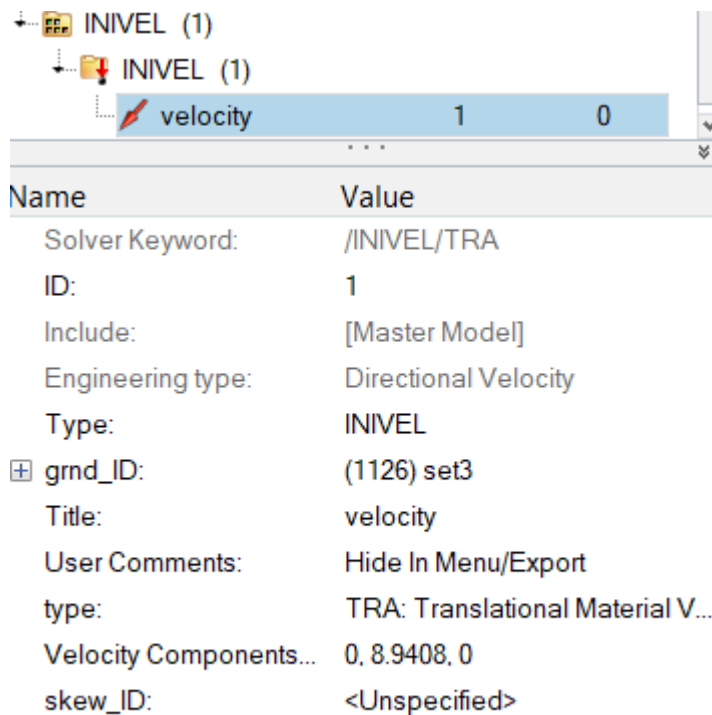 INIVEL (1)
INIVEL (1)
velocity 1 0
Name Value
Solver Keyword: /INIVEL/TRA
ID: 1
Include: [Master Model]
Engineering type: Directional Velocity
Type: INIVEL
grnd_ID: (1126) set3
Title: velocity
User Comments: Hide In Menu/Export
type: TRA: Translational Material V...
Velocity Components... 0, 8.9408, 0
skew_ID: <Unspecified>